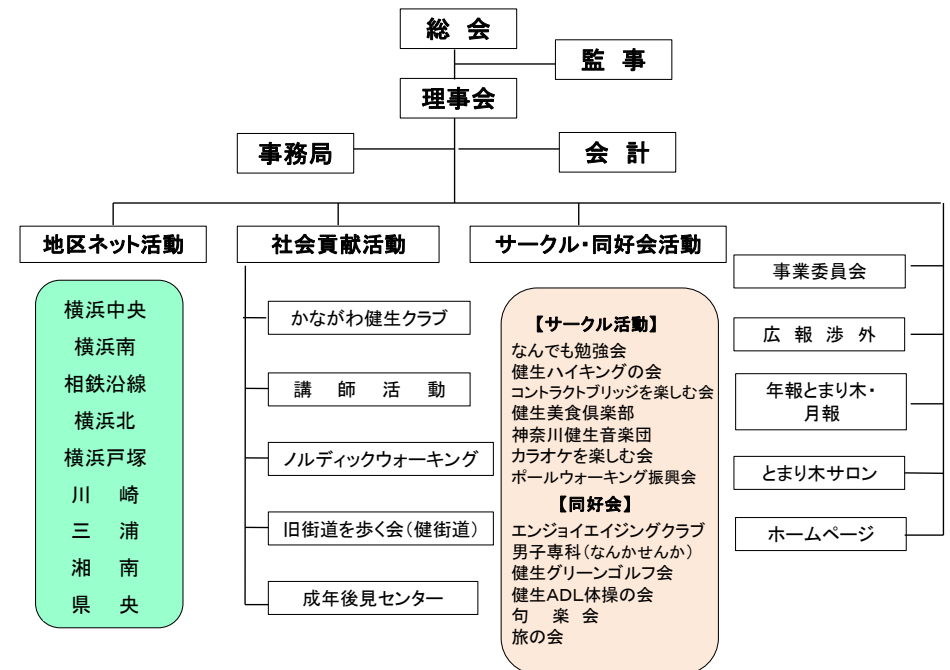 総 会
監 事
理事会
事務局
会 計
地区ネット活動
横浜中央
横浜南
相鉄沿線
横浜北
横浜戸塚
川 崎
三 浦
湘 南
県 央
社会貢献活動
かながわ健生クラブ
講 師 活 動
ノルディックウォーキング
旧街道を歩く会(健街道)
成年後見センター
サークル・同好会活動
【サークル活動】
なんでも勉強会
健生ハイキングの会
コントラクトブリッジを楽しむ会
健生美食倶楽部
神奈川健生音楽団
カラオケを楽しむ会
ポールウォーキング振興会
【同好会】
エンジョイエイジングクラブ
男子専科(なんかせんか)
健生グリーンゴルフ会
健生ADL体操の会
句 楽 会
旅の会
事業委員会
広 報 渉 外
年報とまり木・
月報
とまり木サロン
ホームページ